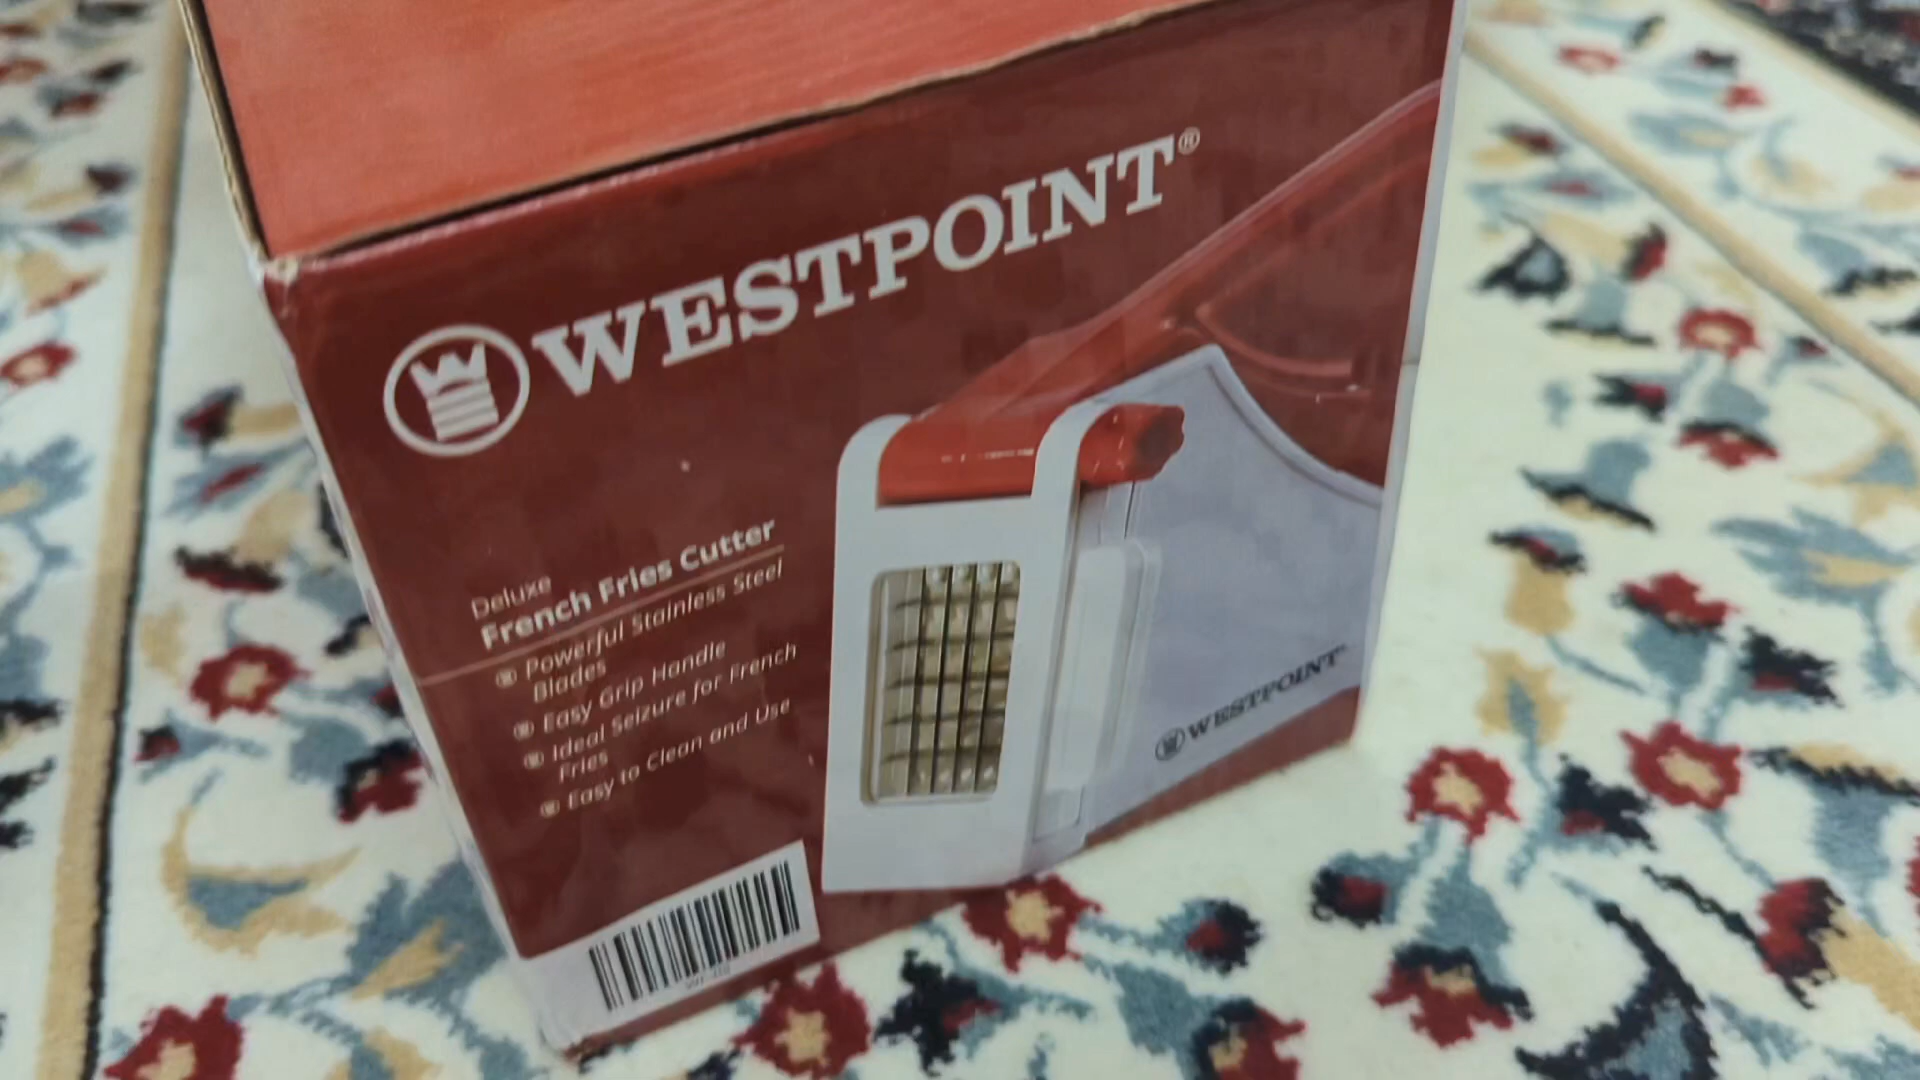 WESTPOINT®
Deluxe
French Fries Cutter
Powerful Stainless Steel
Blades
Easy Grip Handle
Ideal Seizure for French
Fries
Easy to Clean and Use
WESTPOINT